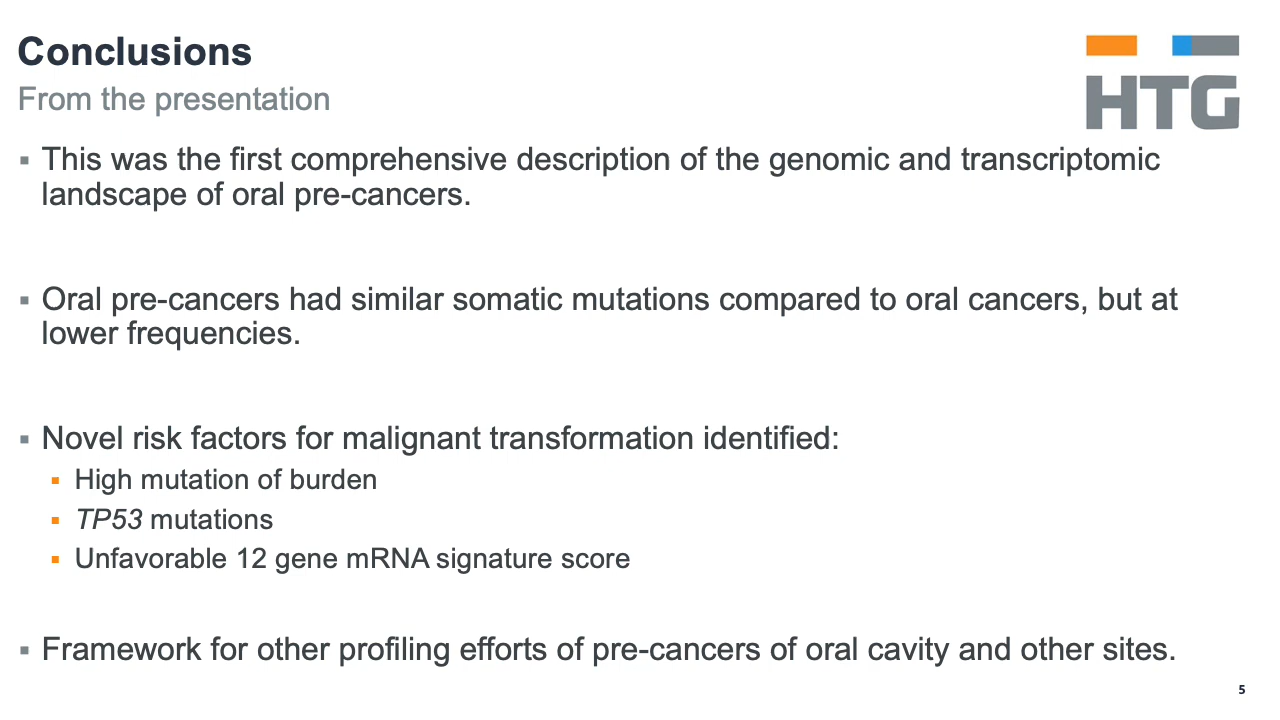 Conclusions
From the presentation
HTG
▪ This was the first comprehensive description of the genomic and transcriptomic
landscape of oral pre-cancers.
▪ Oral pre-cancers had similar somatic mutations compared to oral cancers, but at
lower frequencies.
▪ Novel risk factors for malignant transformation identified:
▪ High mutation of burden
▪ TP53 mutations
▪ Unfavorable 12 gene mRNA signature score
▪ Framework for other profiling efforts of pre-cancers of oral cavity and other sites.
5